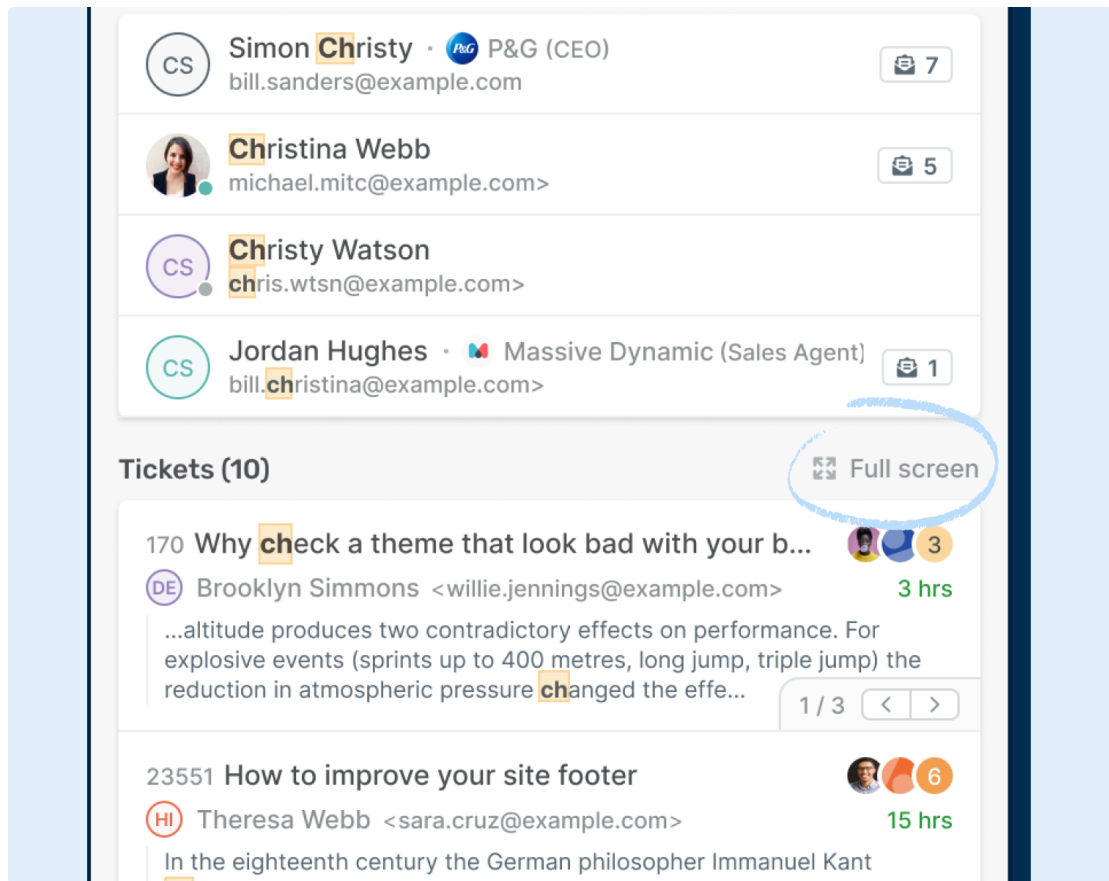 CS Simon Christy · P&G P&G (CEO) 7
bill.sanders@example.com
Christina Webb 5
michael.mitc@example.com>
CS Christy Watson
chris.wtsn@example.com>
CS Jordan Hughes · Massive Dynamic (Sales Agent) 1
bill.christina@example.com>
Tickets (10) Full screen
170 Why check a theme that look bad with your b... 3
DE Brooklyn Simmons <willie.jennings@example.com> 3 hrs
...altitude produces two contradictory effects on performance. For
explosive events (sprints up to 400 metres, long jump, triple jump) the
reduction in atmospheric pressure changed the effe...
1 / 3
23551 How to improve your site footer 6
HI Theresa Webb <sara.cruz@example.com> 15 hrs
In the eighteenth century the German philosopher Immanuel Kant